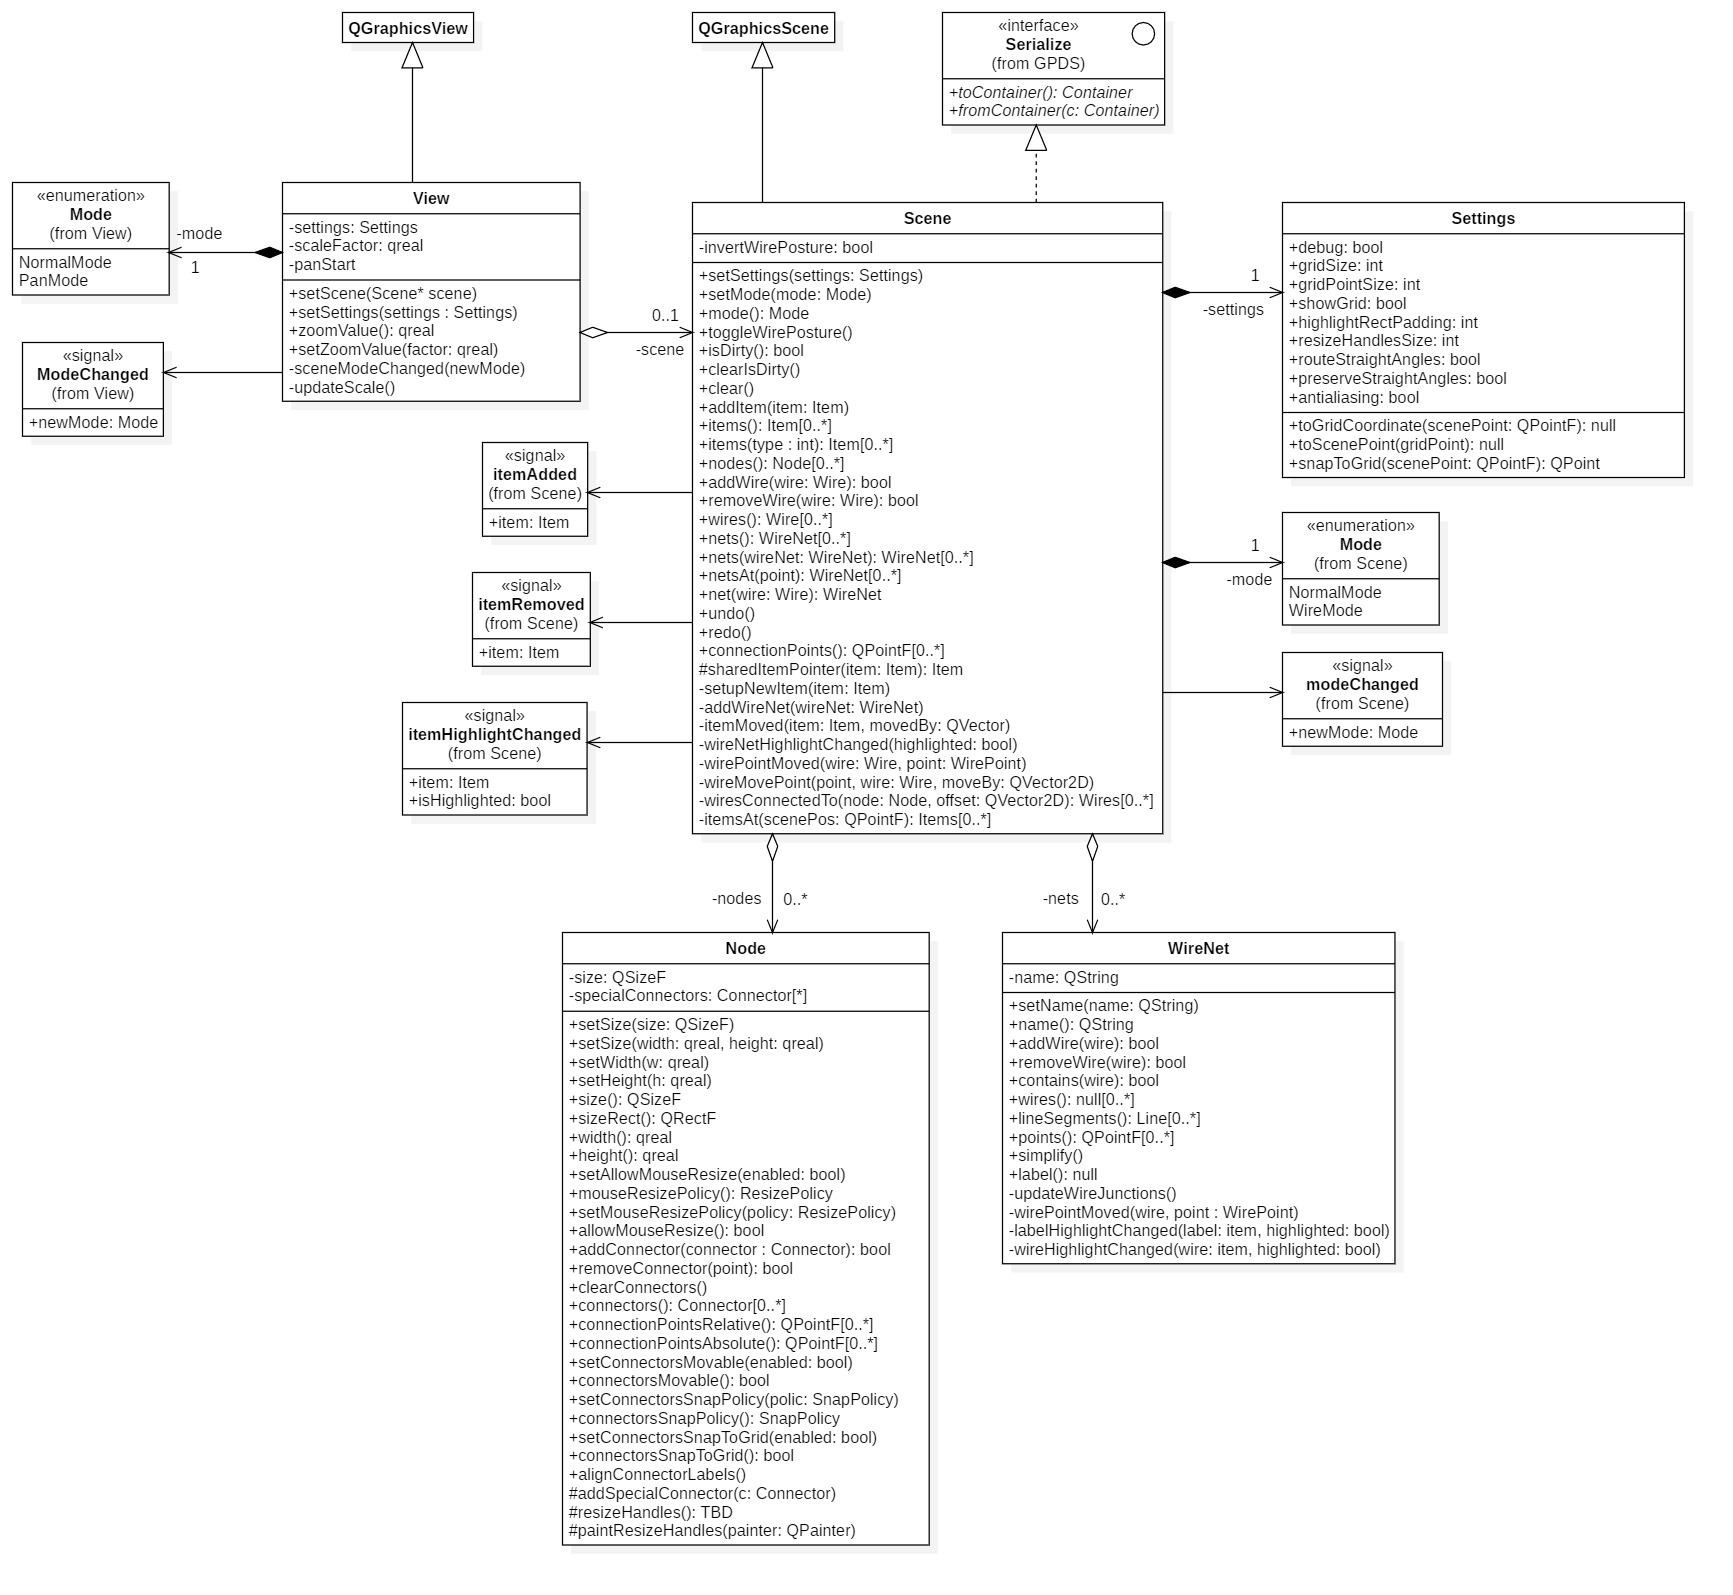 QGraphicsView
QGraphicsScene
«interface»
Serialize
(from GPDS)
+toContainer(): Container
+fromContainer(c: Container)
«enumeration»
Mode
(from View)
NormalMode
PanMode
-mode
1
View
-settings: Settings
-scaleFactor: qreal
-panStart
+setScene(Scene* scene)
+setSettings(settings : Settings)
+zoomValue(): qreal
+setZoomValue(factor: qreal)
-sceneModeChanged(newMode)
-updateScale()
«signal»
ModeChanged
(from View)
+newMode: Mode
0..1
-scene
Scene
-invertWirePosture: bool
+setSettings(settings: Settings)
+setMode(mode: Mode)
+mode(): Mode
+toggleWirePosture()
+isDirty(): bool
+clearIsDirty()
+clear()
+addItem(item: Item)
+items(): Item[0..*]
+items(type : int): Item[0..*]
+nodes(): Node[0..*]
+addWire(wire: Wire): bool
+removeWire(wire: Wire): bool
+wires(): Wire[0..*]
+nets(): WireNet[0..*]
+nets(wireNet: WireNet): WireNet[0..*]
+netsAt(point): WireNet[0..*]
+net(wire: Wire): WireNet
+undo()
+redo()
+connectionPoints(): QPointF[0..*]
#sharedItemPointer(item: Item): Item
-setupNewItem(item: Item)
-addWireNet(wireNet: WireNet)
-itemMoved(item: Item, movedBy: QVector)
-wireNetHighlightChanged(highlighted: bool)
-wirePointMoved(wire: Wire, point: WirePoint)
-wireMovePoint(point, wire: Wire, moveBy: QVector2D)
-wiresConnectedTo(node: Node, offset: QVector2D): Wires[0..*]
-itemsAt(scenePos: QPointF): Items[0..*]
1
-settings
Settings
+debug: bool
+gridSize: int
+gridPointSize: int
+showGrid: bool
+highlightRectPadding: int
+resizeHandlesSize: int
+routeStraightAngles: bool
+preserveStraightAngles: bool
+antialiasing: bool
+toGridCoordinate(scenePoint: QPointF): null
+toScenePoint(gridPoint): null
+snapToGrid(scenePoint: QPointF): QPoint
«signal»
itemAdded
(from Scene)
+item: Item
«signal»
itemRemoved
(from Scene)
+item: Item
«signal»
itemHighlightChanged
(from Scene)
+item: Item
+isHighlighted: bool
1
-mode
«enumeration»
Mode
(from Scene)
NormalMode
WireMode
«signal»
modeChanged
(from Scene)
+newMode: Mode
-nodes
0..*
-nets
0..*
Node
-size: QSizeF
-specialConnectors: Connector[*]
+setSize(size: QSizeF)
+setSize(width: qreal, height: qreal)
+setWidth(w: qreal)
+setHeight(h: qreal)
+size(): QSizeF
+sizeRect(): QRectF
+width(): qreal
+height(): qreal
+setAllowMouseResize(enabled: bool)
+mouseResizePolicy(): ResizePolicy
+setMouseResizePolicy(policy: ResizePolicy)
+allowMouseResize(): bool
+addConnector(connector : Connector): bool
+removeConnector(point): bool
+clearConnectors()
+connectors(): Connector[0..*]
+connectionPointsRelative(): QPointF[0..*]
+connectionPointsAbsolute(): QPointF[0..*]
+setConnectorsMovable(enabled: bool)
+connectorsMovable(): bool
+setConnectorsSnapPolicy(polic: SnapPolicy)
+connectorsSnapPolicy(): SnapPolicy
+setConnectorsSnapToGrid(enabled: bool)
+connectorsSnapToGrid(): bool
+alignConnectorLabels()
#addSpecialConnector(c: Connector)
#resizeHandles(): TBD
#paintResizeHandles(painter: QPainter)
WireNet
-name: QString
+setName(name: QString)
+name(): QString
+addWire(wire): bool
+removeWire(wire): bool
+contains(wire): bool
+wires(): null[0..*]
+lineSegments(): Line[0..*]
+points(): QPointF[0..*]
+simplify()
+label(): null
-updateWireJunctions()
-wirePointMoved(wire, point : WirePoint)
-labelHighlightChanged(label: item, highlighted: bool)
-wireHighlightChanged(wire: item, highlighted: bool)